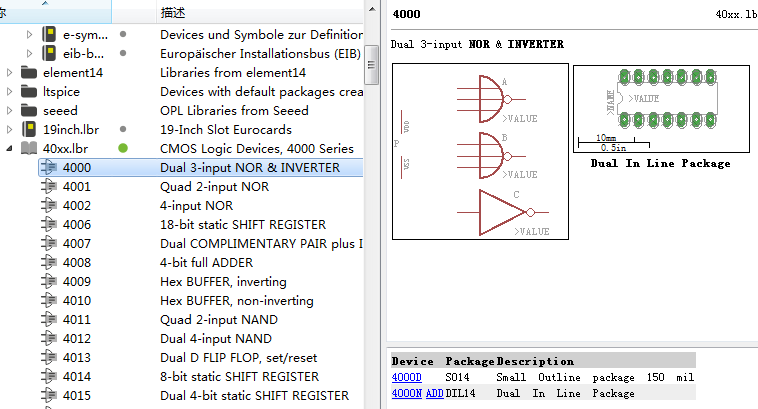 描述
e-sym... Devices und Symbole zur Definition
eib-b... Europäischer Installationsbus (EIB)
element14 Libraries from element14
ltspice Devices with default packages crea
seeed OPL Libraries from Seeed
19inch.lbr 19-Inch Slot Eurocards
40xx.lbr CMOS Logic Devices, 4000 Series
4000 Dual 3-input NOR & INVERTER
4001 Quad 2-input NOR
4002 4-input NOR
4006 18-bit static SHIFT REGISTER
4007 Dual COMPLIMENTARY PAIR plus I
4008 4-bit full ADDER
4009 Hex BUFFER, inverting
4010 Hex BUFFER, non-inverting
4011 Quad 2-input NAND
4012 Dual 4-input NAND
4013 Dual D FLIP FLOP, set/reset
4014 8-bit static SHIFT REGISTER
4015 Dual 4-bit static SHIFT REGISTER
4000 40xx.lb
Dual 3-input NOR & INVERTER
A
>VALUE
VDD
P
VSS
B
>VALUE
C
>VALUE
>NAME
>VALUE
10mm
0.5in
Dual In Line Package
Device Package Description
4000D SO14 Small Outline package 150 mil
4000N ADD DIL14 Dual In Line Package